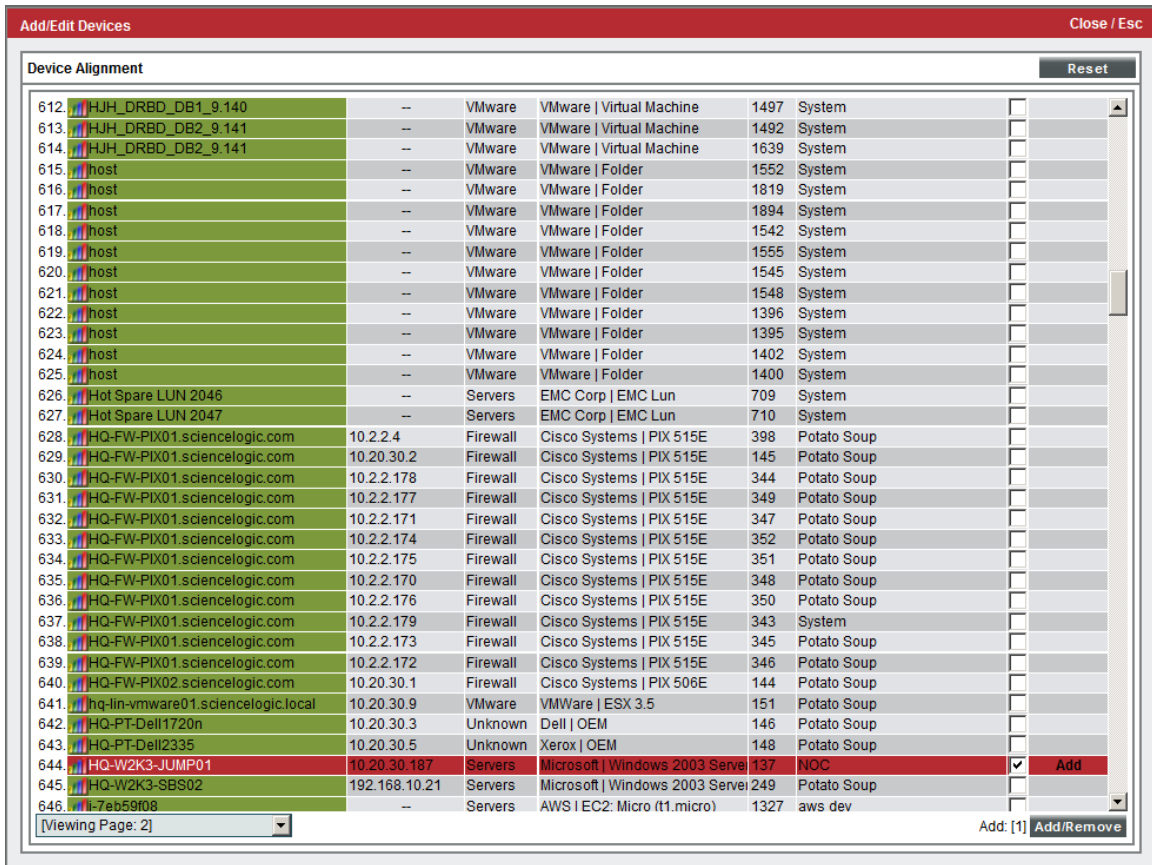 Add/Edit Devices Close / Esc
Device Alignment Reset
612. HJH_DRBD_DB1_9.140 -- VMware VMware | Virtual Machine 1497 System
613. HJH_DRBD_DB2_9.141 -- VMware VMware | Virtual Machine 1492 System
614. HJH_DRBD_DB2_9.141 -- VMware VMware | Virtual Machine 1639 System
615. host -- VMware VMware | Folder 1552 System
616. host -- VMware VMware | Folder 1819 System
617. host -- VMware VMware | Folder 1894 System
618. host -- VMware VMware | Folder 1542 System
619. host -- VMware VMware | Folder 1555 System
620. host -- VMware VMware | Folder 1545 System
621. host -- VMware VMware | Folder 1548 System
622. host -- VMware VMware | Folder 1396 System
623. host -- VMware VMware | Folder 1395 System
624. host -- VMware VMware | Folder 1402 System
625. host -- VMware VMware | Folder 1400 System
626. Hot Spare LUN 2046 -- Servers EMC Corp | EMC Lun 709 System
627. Hot Spare LUN 2047 -- Servers EMC Corp | EMC Lun 710 System
628. HQ-FW-PIX01.sciencelogic.com 10.2.2.4 Firewall Cisco Systems | PIX 515E 398 Potato Soup
629. HQ-FW-PIX01.sciencelogic.com 10.20.30.2 Firewall Cisco Systems | PIX 515E 145 Potato Soup
630. HQ-FW-PIX01.sciencelogic.com 10.2.2.178 Firewall Cisco Systems | PIX 515E 344 Potato Soup
631. HQ-FW-PIX01.sciencelogic.com 10.2.2.177 Firewall Cisco Systems | PIX 515E 349 Potato Soup
632. HQ-FW-PIX01.sciencelogic.com 10.2.2.171 Firewall Cisco Systems | PIX 515E 347 Potato Soup
633. HQ-FW-PIX01.sciencelogic.com 10.2.2.174 Firewall Cisco Systems | PIX 515E 352 Potato Soup
634. HQ-FW-PIX01.sciencelogic.com 10.2.2.175 Firewall Cisco Systems | PIX 515E 351 Potato Soup
635. HQ-FW-PIX01.sciencelogic.com 10.2.2.170 Firewall Cisco Systems | PIX 515E 348 Potato Soup
636. HQ-FW-PIX01.sciencelogic.com 10.2.2.176 Firewall Cisco Systems | PIX 515E 350 Potato Soup
637. HQ-FW-PIX01.sciencelogic.com 10.2.2.179 Firewall Cisco Systems | PIX 515E 343 System
638. HQ-FW-PIX01.sciencelogic.com 10.2.2.173 Firewall Cisco Systems | PIX 515E 345 Potato Soup
639. HQ-FW-PIX01.sciencelogic.com 10.2.2.172 Firewall Cisco Systems | PIX 515E 346 Potato Soup
640. HQ-FW-PIX02.sciencelogic.com 10.20.30.1 Firewall Cisco Systems | PIX 506E 144 Potato Soup
641. hq-lin-vmware01.sciencelogic.local 10.20.30.9 VMware VMWare | ESX 3.5 151 Potato Soup
642. HQ-PT-Dell1720n 10.20.30.3 Unknown Dell | OEM 146 Potato Soup
643. HQ-PT-Dell2335 10.20.30.5 Unknown Xerox | OEM 148 Potato Soup
644. HQ-W2K3-JUMP01 10.20.30.187 Servers Microsoft | Windows 2003 Server 137 NOC Add
645. HQ-W2K3-SBS02 192.168.10.21 Servers Microsoft | Windows 2003 Server 249 Potato Soup
646. i-7eb59f08 -- Servers AWS | EC2: Micro (t1.micro) 1327 aws dev
[Viewing Page: 2] Add: [1] Add/Remove